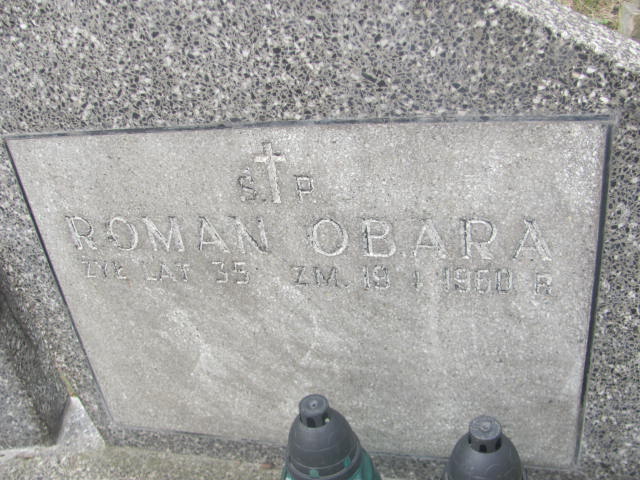 Ś. P.
ROMAN OBARA
ŻYŁ LAT 35 ZM. 19 I 1960 R